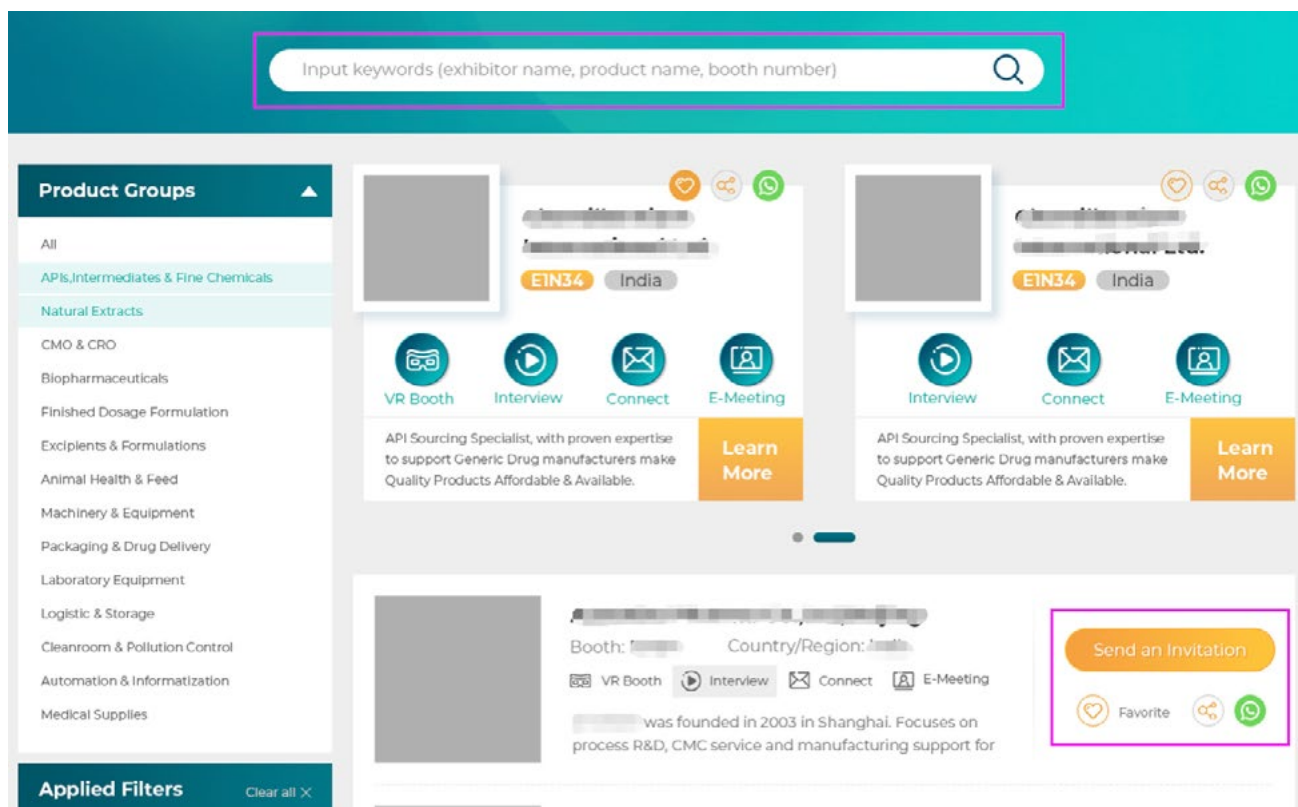 Input keywords (exhibitor name, product name, booth number)
Product Groups
All
APIs,Intermediates & Fine Chemicals
Natural Extracts
CMO & CRO
Biopharmaceuticals
Finished Dosage Formulation
Excipients & Formulations
Animal Health & Feed
Machinery & Equipment
Packaging & Drug Delivery
Laboratory Equipment
Logistic & Storage
Cleanroom & Pollution Control
Automation & Informatization
Medical Supplies
Applied Filters Clear all
E1N34 India
VR Booth Interview Connect E-Meeting
API Sourcing Specialist, with proven expertise
to support Generic Drug manufacturers make
Quality Products Affordable & Available.
Learn
More
Ltd.
E1N34 India
Interview Connect E-Meeting
API Sourcing Specialist, with proven expertise
to support Generic Drug manufacturers make
Quality Products Affordable & Available.
Learn
More
Booth: Country/Region:
VR Booth Interview Connect E-Meeting
was founded in 2003 in Shanghai. Focuses on
process R&D, CMC service and manufacturing support for
Send an Invitation
Favorite